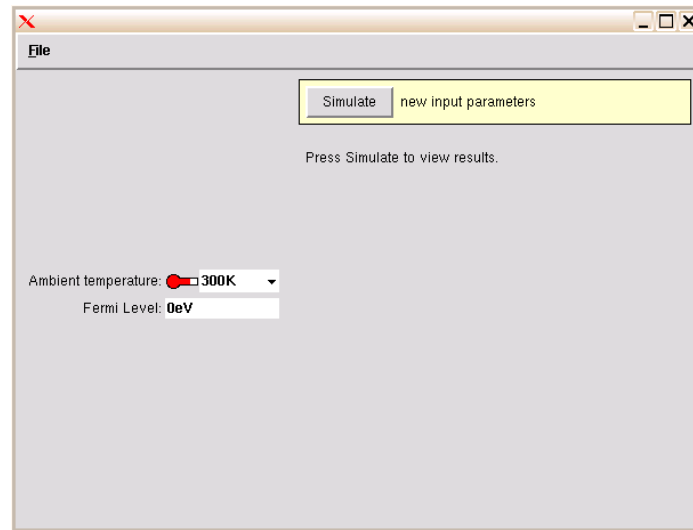 File
Simulate new input parameters
Press Simulate to view results.
Ambient temperature: 300K
Fermi Level: 0eV